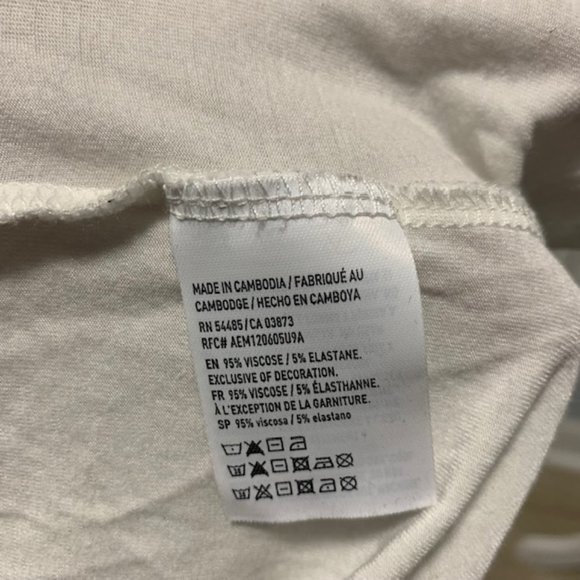 MADE IN CAMBODIA / FABRIQUÉ AU
CAMBODGE / HECHO EN CAMBOYA
RN 54485/CA 03873
RFC# AEM120605U9A
EN 95% VISCOSE / 5% ELASTANE.
EXCLUSIVE OF DECORATION.
FR 95% VISCOSE / 5% ÉLASTHANNE.
À L'EXCEPTION DE LA GARNITURE.
SP 95% viscosa / 5% elastano